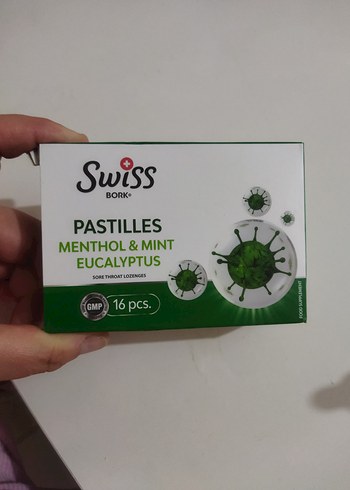 Swiss
BORK®
PASTILLES
MENTHOL & MINT
EUCALYPTUS
SORE THROAT LOZENGES
GMP
16 pcs.
FOOD SUPPLEMENT